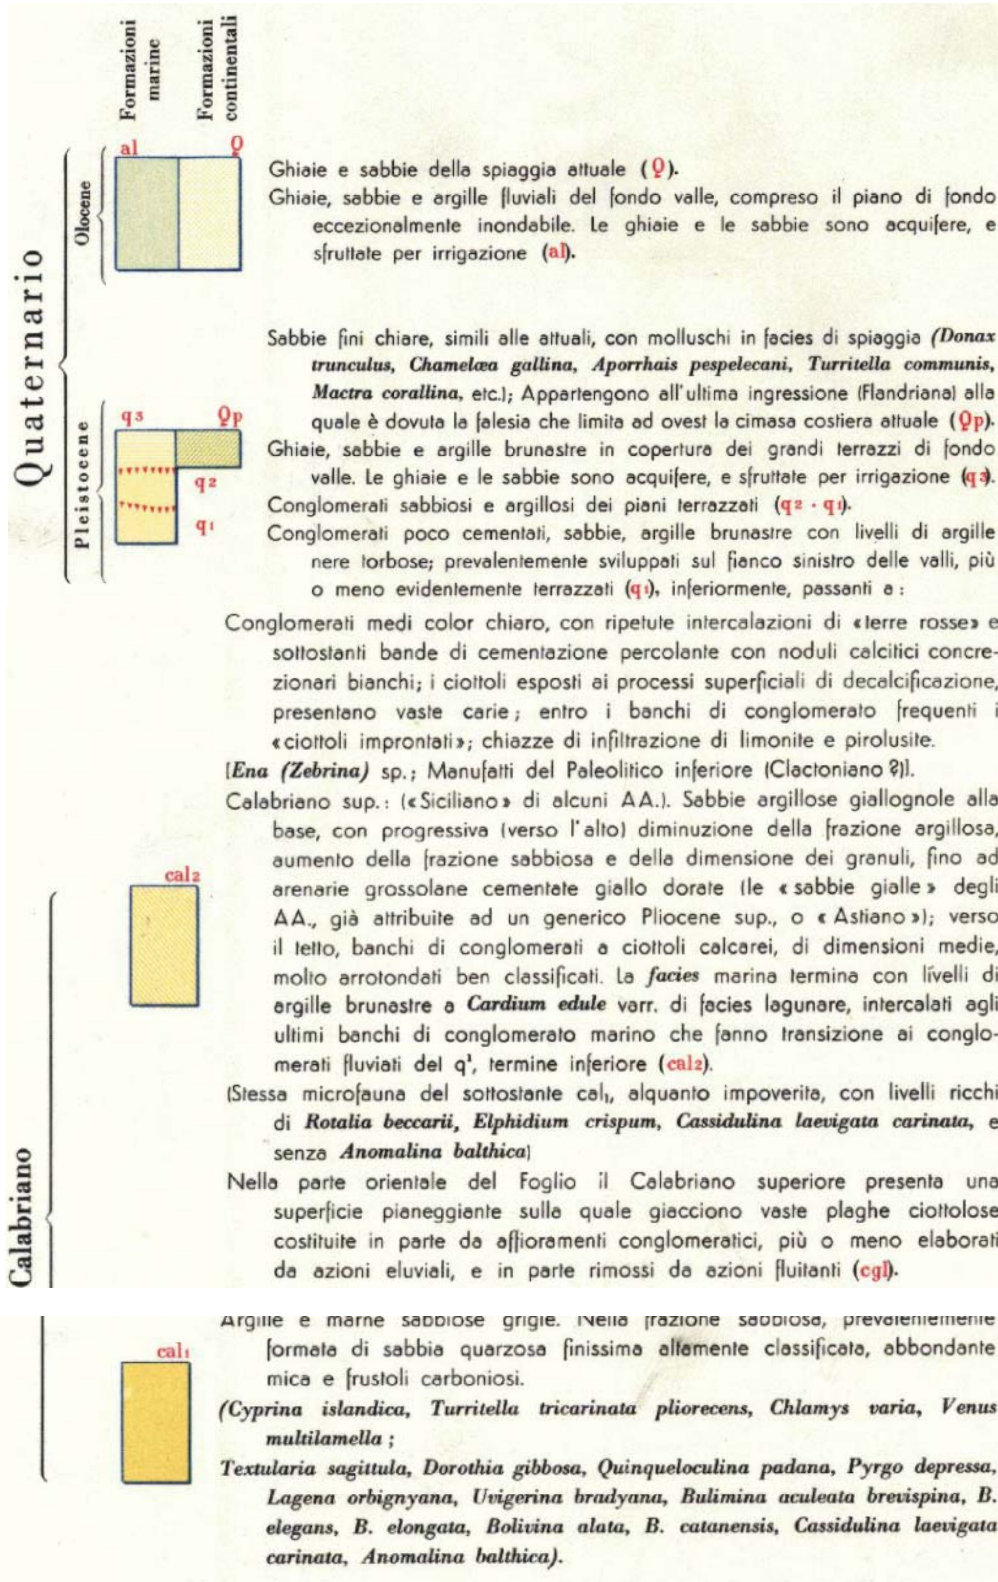 Formazioni
marine
Formazioni
continentali
Quaternario
Olocene
al
Q
Ghiaie e sabbie della spiaggia attuale (Q).
Ghiaie, sabbie e argille fluviali del fondo valle, compreso il piano di fondo
eccezionalmente inondabile. Le ghiaie e le sabbie sono acquifere, e
sfruttate per irrigazione (al).
Sabbie fini chiare, simili alle attuali, con molluschi in facies di spiaggia (Donax
trunculus, Chamelœa gallina, Aporrhais pespelecani, Turritella communis,
Mactra corallina, etc.); Appartengono all'ultima ingressione (Flandriana) alla
quale è dovuta la falesia che limita ad ovest la cimasa costiera attuale (Qp).
Pleistocene
q3
Qp
q2
q1
Ghiaie, sabbie e argille brunastre in copertura dei grandi terrazzi di fondo
valle. Le ghiaie e le sabbie sono acquifere, e sfruttate per irrigazione (q3).
Conglomerati sabbiosi e argillosi dei piani terrazzati (q2 - q1).
Conglomerati poco cementati, sabbie, argille brunastre con livelli di argille
nere torbose; prevalentemente sviluppati sul fianco sinistro delle valli, più
o meno evidentemente terrazzati (q1), inferiormente, passanti a :
Conglomerati medi color chiaro, con ripetute intercalazioni di «terre rosse» e
sottostanti bande di cementazione percolante con noduli calcitici concre-
zionari bianchi; i ciottoli esposti ai processi superficiali di decalcificazione,
presentano vaste carie; entro i banchi di conglomerato frequenti i
«ciottoli improntati»; chiazze di infiltrazione di limonite e pirolusite.
[Ena (Zebrina) sp.; Manufatti del Paleolitico inferiore (Clactoniano ?)].
Calabriano
cal2
Calabriano sup.: («Siciliano» di alcuni AA.). Sabbie argillose giallognole alla
base, con progressiva (verso l'alto) diminuzione della frazione argillosa,
aumento della frazione sabbiosa e della dimensione dei granuli, fino ad
arenarie grossolane cementate giallo dorate (le «sabbie gialle» degli
AA., già attribuite ad un generico Pliocene sup., o «Astiano»); verso
il tetto, banchi di conglomerati a ciottoli calcarei, di dimensioni medie,
molto arrotondati ben classificati. La facies marina termina con livelli di
argille brunastre a Cardium edule varr. di facies lagunare, intercalati agli
ultimi banchi di conglomerato marino che fanno transizione ai conglo-
merati fluviati del q¹, termine inferiore (cal2).
(Stessa microfauna del sottostante cal₁, alquanto impoverita, con livelli ricchi
di Rotalia beccarii, Elphidium crispum, Cassidulina laevigata carinata, e
senza Anomalina balthica)
Nella parte orientale del Foglio il Calabriano superiore presenta una
superficie pianeggiante sulla quale giacciono vaste plaghe ciottolose
costituite in parte da affioramenti conglomeratici, più o meno elaborati
da azioni eluviali, e in parte rimossi da azioni fluitanti (cgl).
cal1
Argille e marne sabbiose grigie. Nella frazione sabbiosa, prevalentemente
formata di sabbia quarzosa finissima altamente classificata, abbondante
mica e frustoli carboniosi.
(Cyprina islandica, Turritella tricarinata pliorecens, Chlamys varia, Venus
multilamella ;
Textularia sagittula, Dorothia gibbosa, Quinqueloculina padana, Pyrgo depressa,
Lagena orbignyana, Uvigerina bradyana, Bulimina aculeata brevispina, B.
elegans, B. elongata, Bolivina alata, B. catanensis, Cassidulina laevigata
carinata, Anomalina balthica).